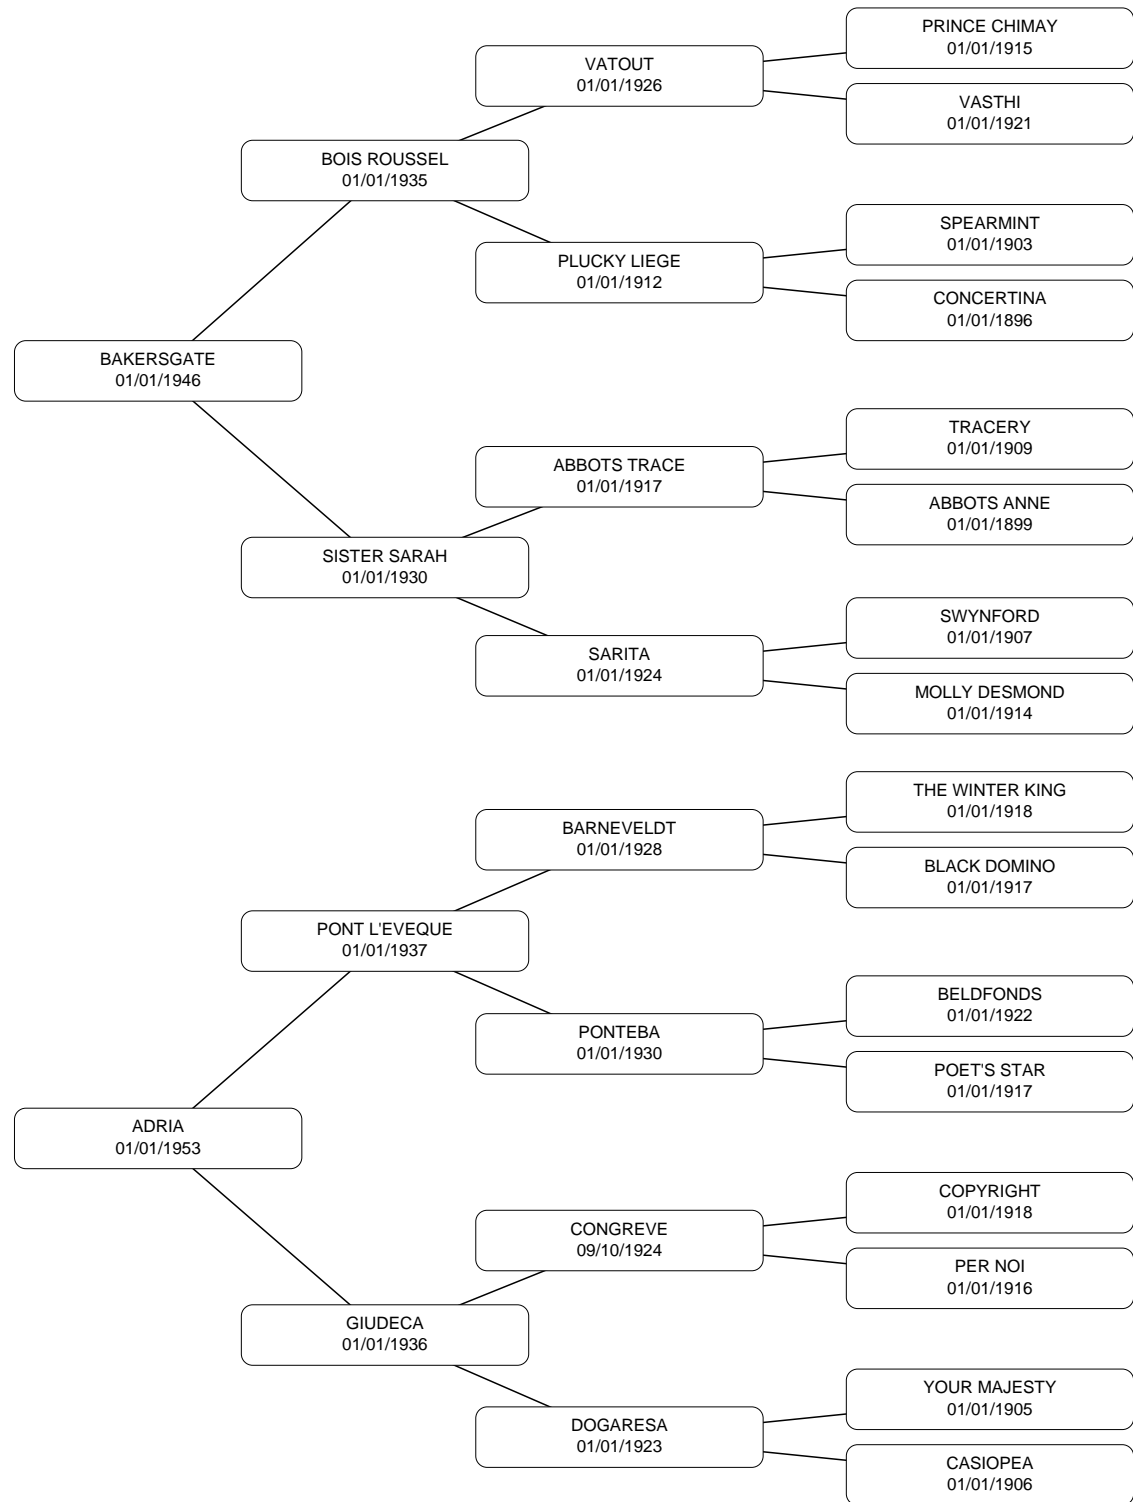 PRINCE CHIMAY
01/01/1915
VATOUT
01/01/1926
VASTHI
01/01/1921
BOIS ROUSSEL
01/01/1935
SPEARMINT
01/01/1903
PLUCKY LIEGE
01/01/1912
CONCERTINA
01/01/1896
BAKERSGATE
01/01/1946
TRACERY
01/01/1909
ABBOTS TRACE
01/01/1917
ABBOTS ANNE
01/01/1899
SISTER SARAH
01/01/1930
SWYNFORD
01/01/1907
SARITA
01/01/1924
MOLLY DESMOND
01/01/1914
THE WINTER KING
01/01/1918
BARNEVELDT
01/01/1928
BLACK DOMINO
01/01/1917
PONT L'EVEQUE
01/01/1937
BELDFONDS
01/01/1922
PONTEBA
01/01/1930
POET'S STAR
01/01/1917
ADRIA
01/01/1953
COPYRIGHT
01/01/1918
CONGREVE
09/10/1924
PER NOI
01/01/1916
GIUDECA
01/01/1936
YOUR MAJESTY
01/01/1905
DOGARESA
01/01/1923
CASIOPEA
01/01/1906